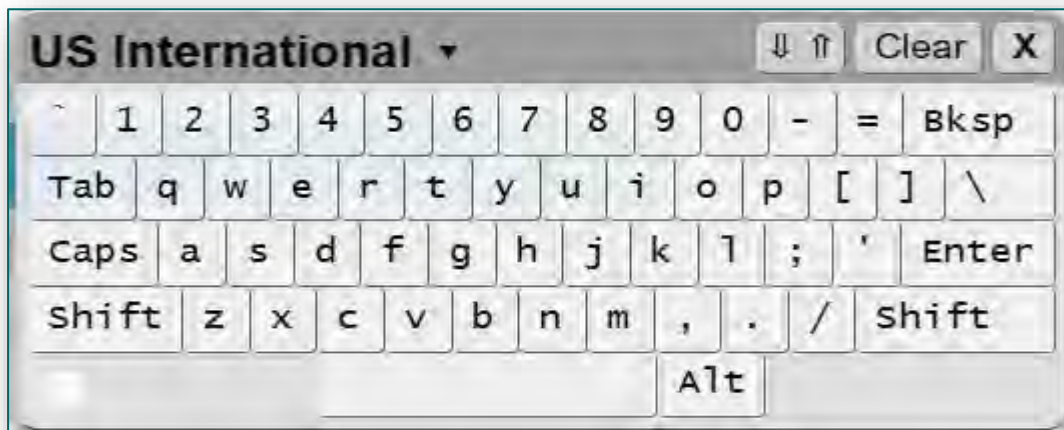 US International ▾ ⇓ ⇑ Clear X
` 1 2 3 4 5 6 7 8 9 0 - = Bksp
Tab q w e r t y u i o p [ ] \
Caps a s d f g h j k l ; ' Enter
Shift z x c v b n m , . / Shift
Alt